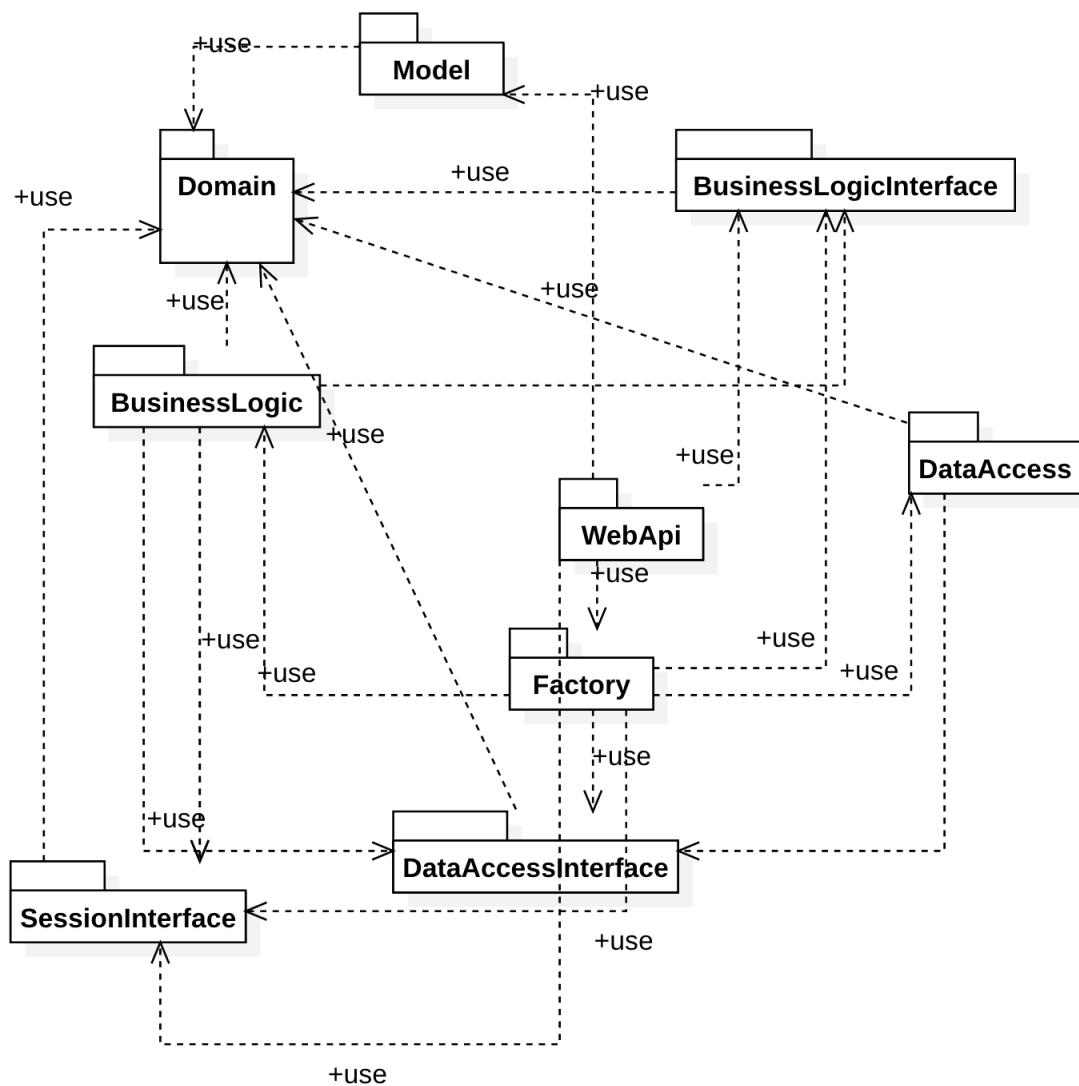 +use
Model
+use
Domain
+use
BusinessLogicInterface
+use
+use
+use
BusinessLogic
+use
+use
DataAccess
WebApi
+use
+use
+use
+use
+use
Factory
+use
+use
DataAccessInterface
SessionInterface
+use
+use